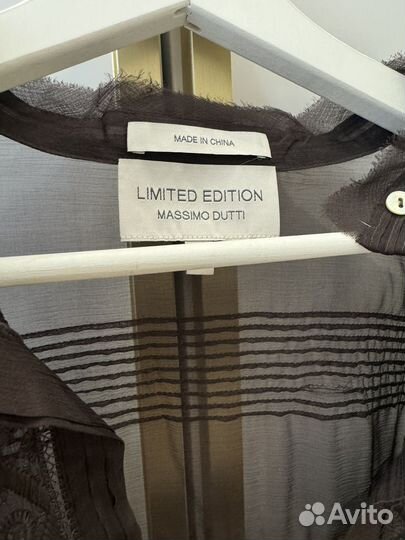 MADE IN CHINA
LIMITED EDITION
MASSIMO DUTTI
Avito